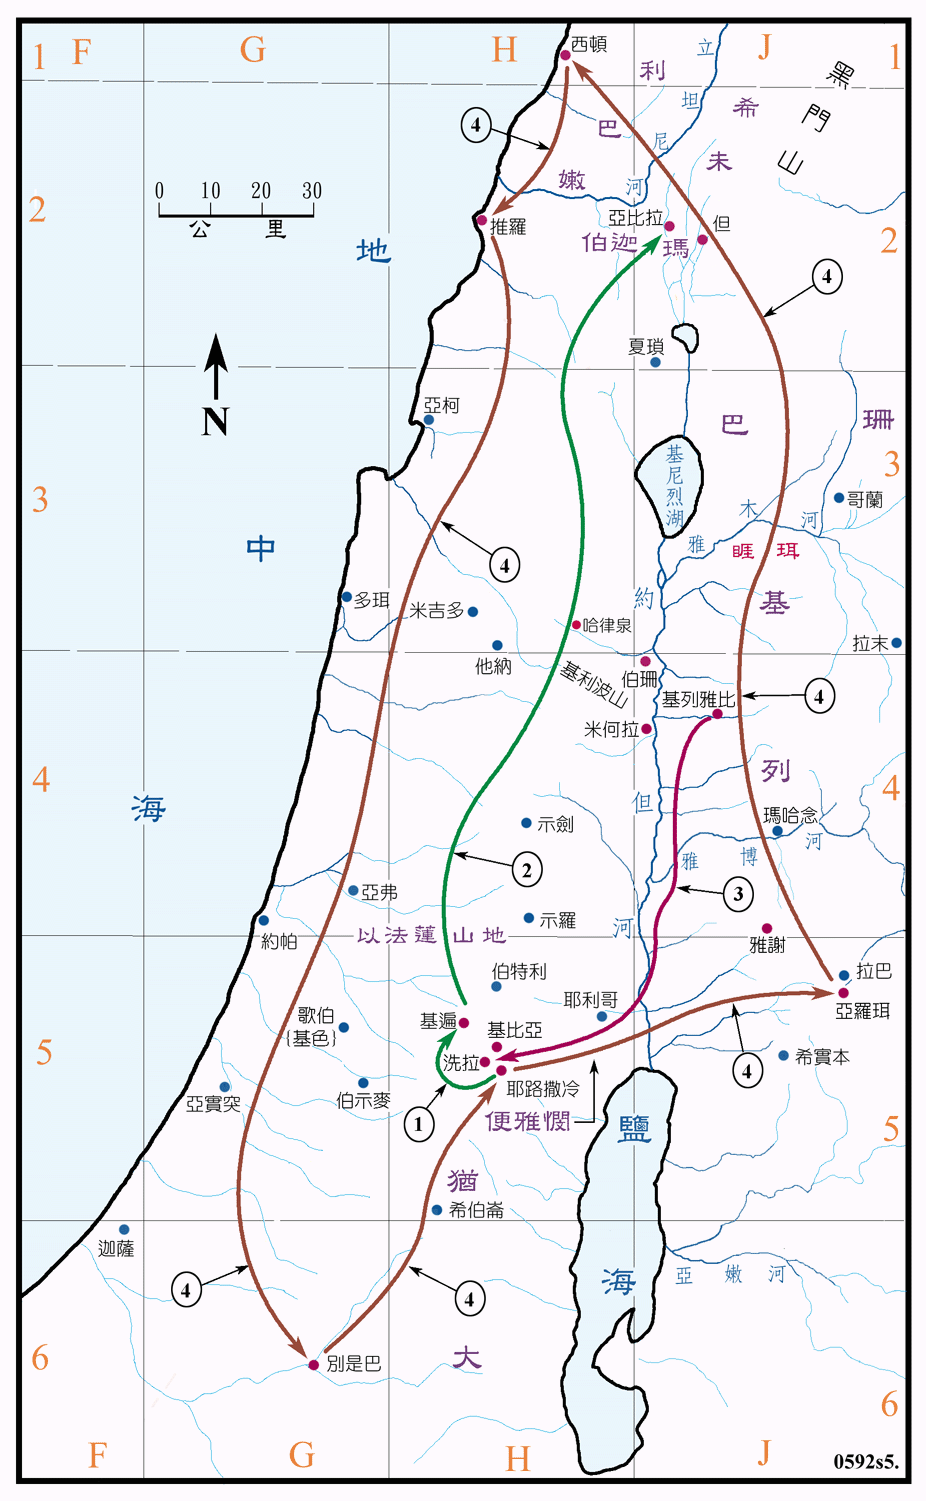 F
G
H
J
1
1
西頓
利
立
坦
尼
河
黑
門
山
希
未
巴
嫩
4
0 10 20 30
公 里
2
2
推羅
亞比拉
但
伯迦
瑪
地
4
N
夏瑣
亞柯
巴
珊
3
3
基
尼
烈
湖
哥蘭
木
河
雅
睚 珥
4
中
多珥
米吉多
他納
約
哈律泉
基
拉末
伯珊
基利波山
基列雅比
4
米何拉
列
4
4
海
示劍
但
瑪哈念
雅 博 河
2
3
亞弗
示羅
河
約帕
以法蓮 山地
雅謝
伯特利
拉巴
耶利哥
亞羅珥
基遍
歌伯
{基色}
基比亞
5
洗拉
希實本
4
耶路撒冷
亞實突
伯示麥
1
便雅憫
鹽
5
猶
希伯崙
迦薩
4
4
海
亞 嫩 河
6
別是巴
大
6
F
G
H
J
0592s5.